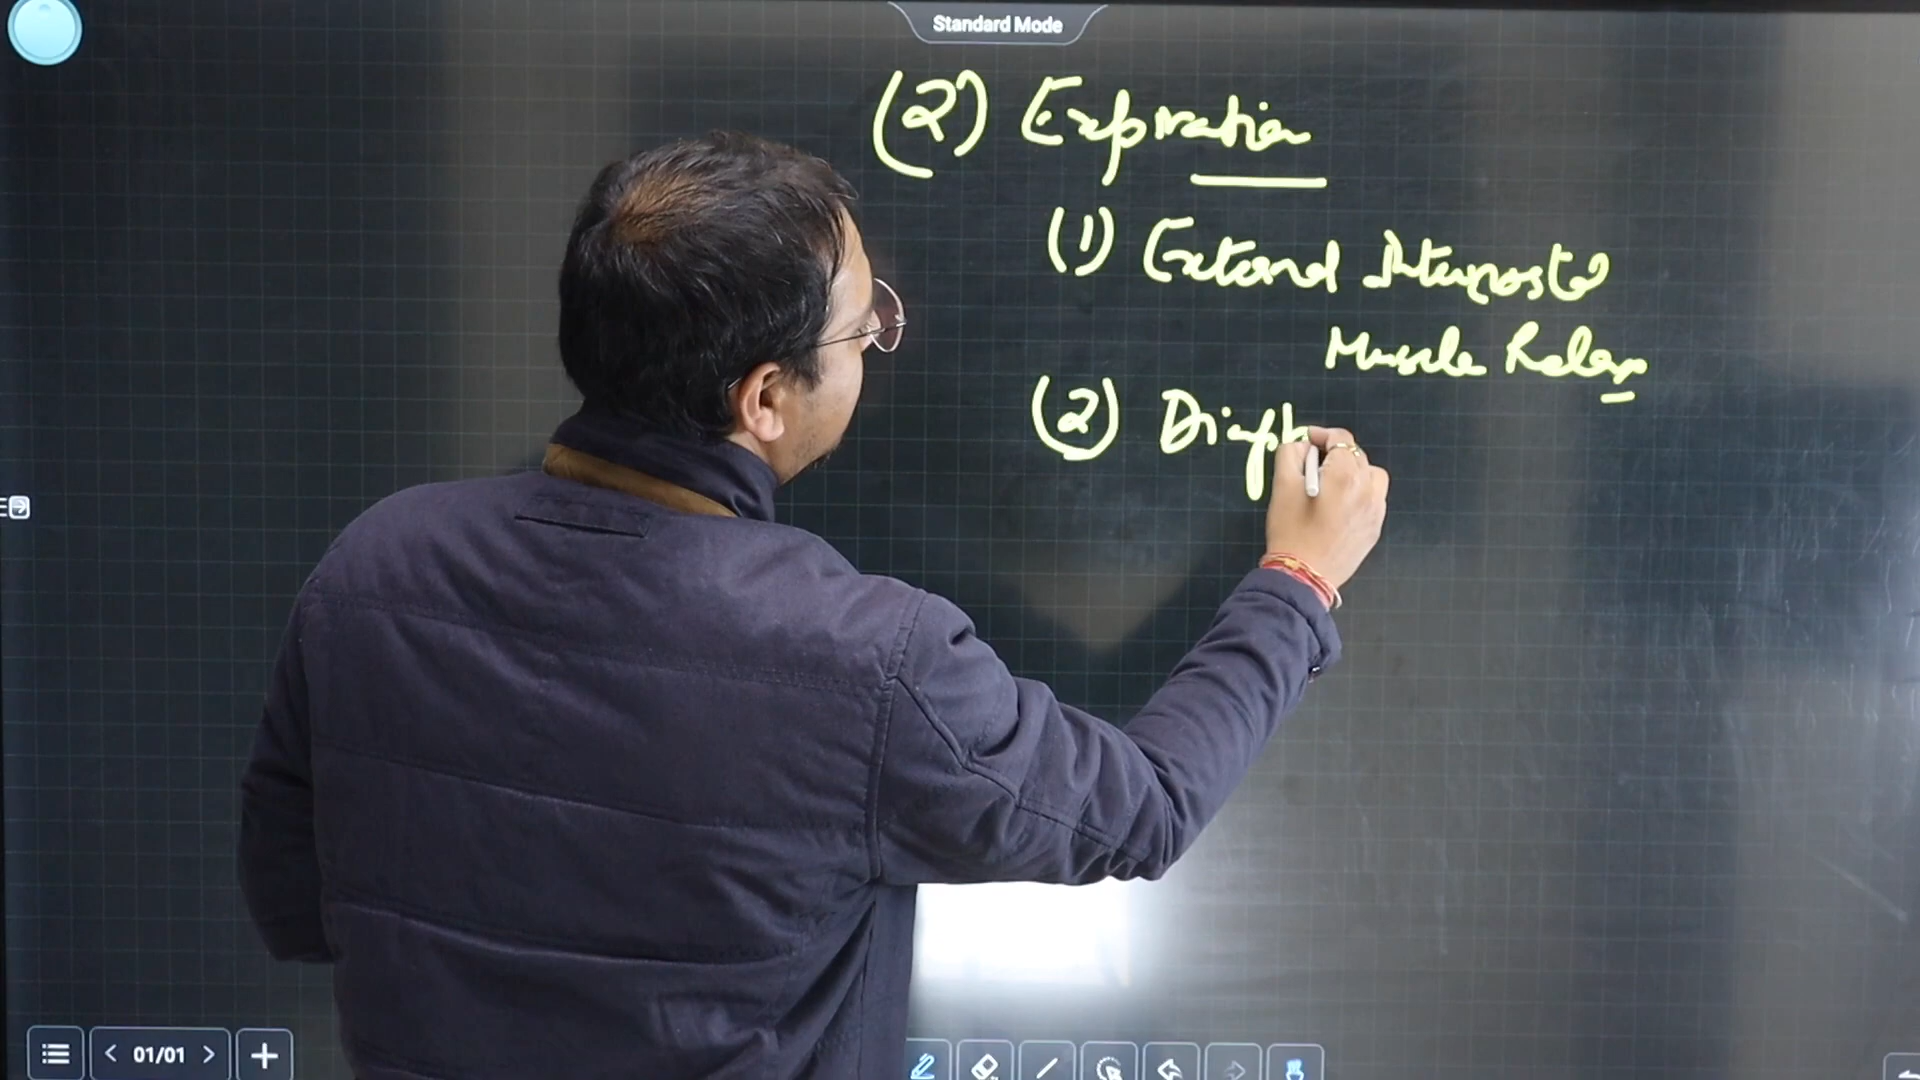 Standard Mode
(2) Expiration
(1) External Intercostal
Muscle Relax
(2) Diaph
01/01